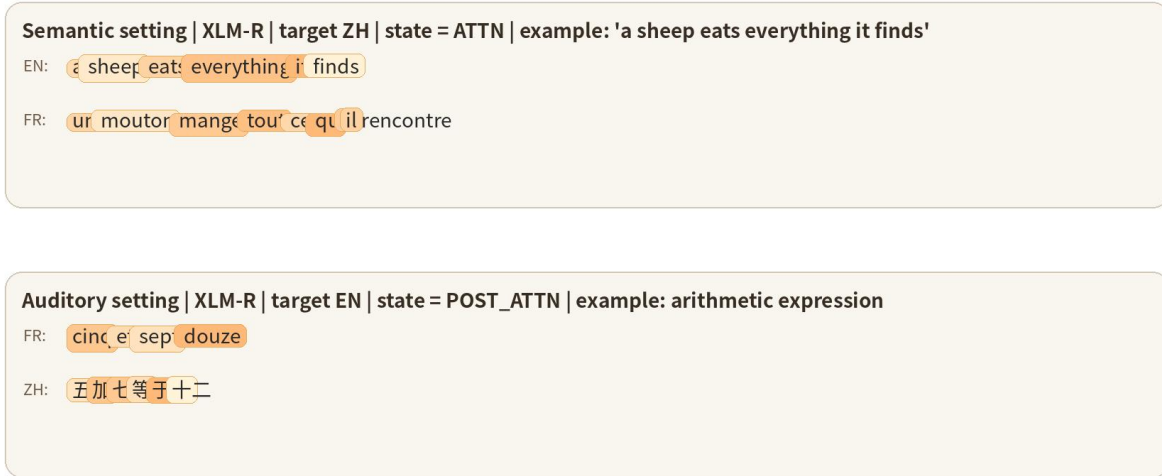 Semantic setting | XLM-R | target ZH | state = ATTN | example: 'a sheep eats everything it finds'
EN: a sheep eats everything it finds
FR: un mouton mange tout ce qu il rencontre
Auditory setting | XLM-R | target EN | state = POST_ATTN | example: arithmetic expression
FR: cinq et sept douze
ZH: 五加七等于十二